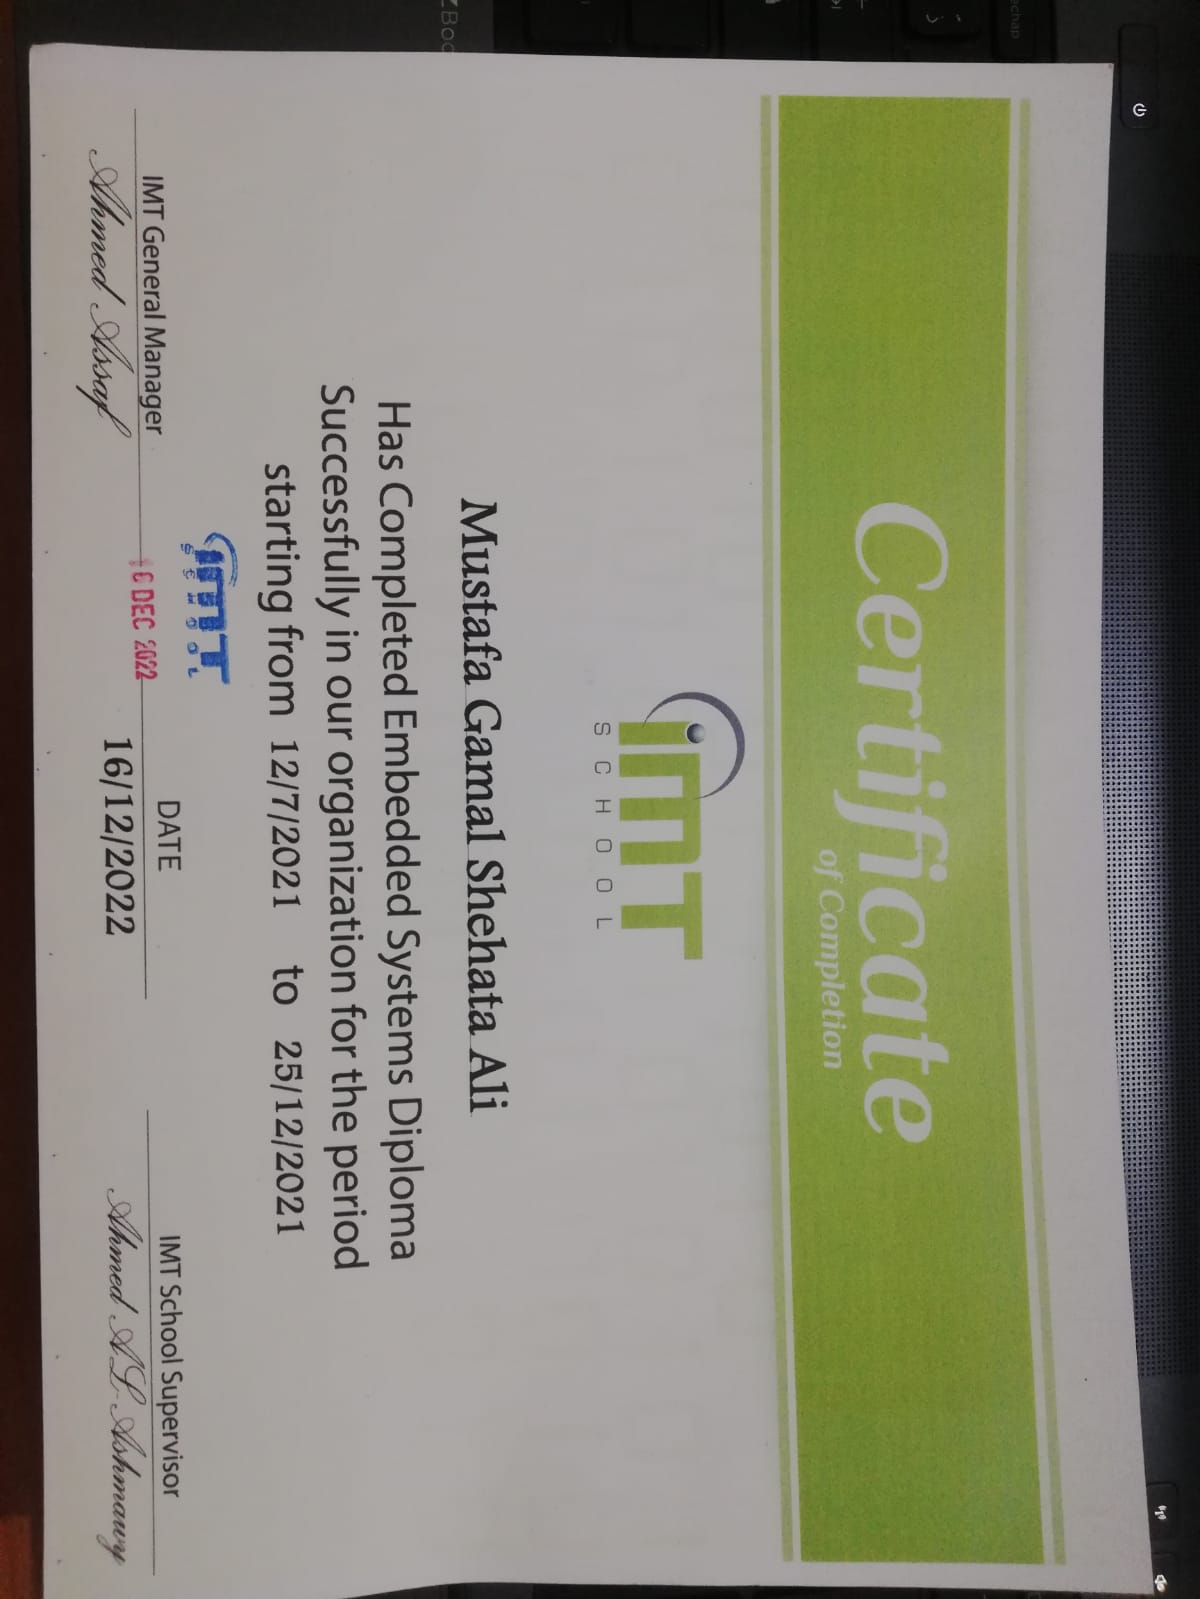 Certificate
of Completion
imt
SCHOOL
Mustafa Gamal Shehata Ali
Has Completed Embedded Systems Diploma
Successfully in our organization for the period
starting from 12/7/2021 to 25/12/2021
imt
SCHOOL
IMT General Manager
Ahmed Assaf
16 DEC 2022
DATE
16/12/2022
IMT School Supervisor
Ahmed AL-Ashmawy